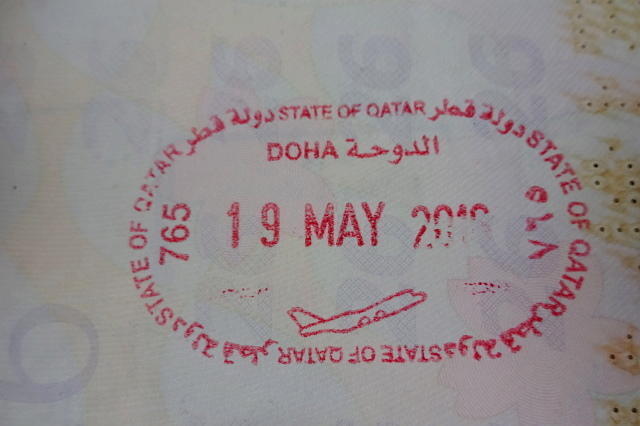 STATE OF QATAR دولة قطر STATE OF QATAR دولة قطر STATE OF QATAR دولة قطر STATE OF QATAR دولة قطر
DOHA الدوحة
765
19 MAY